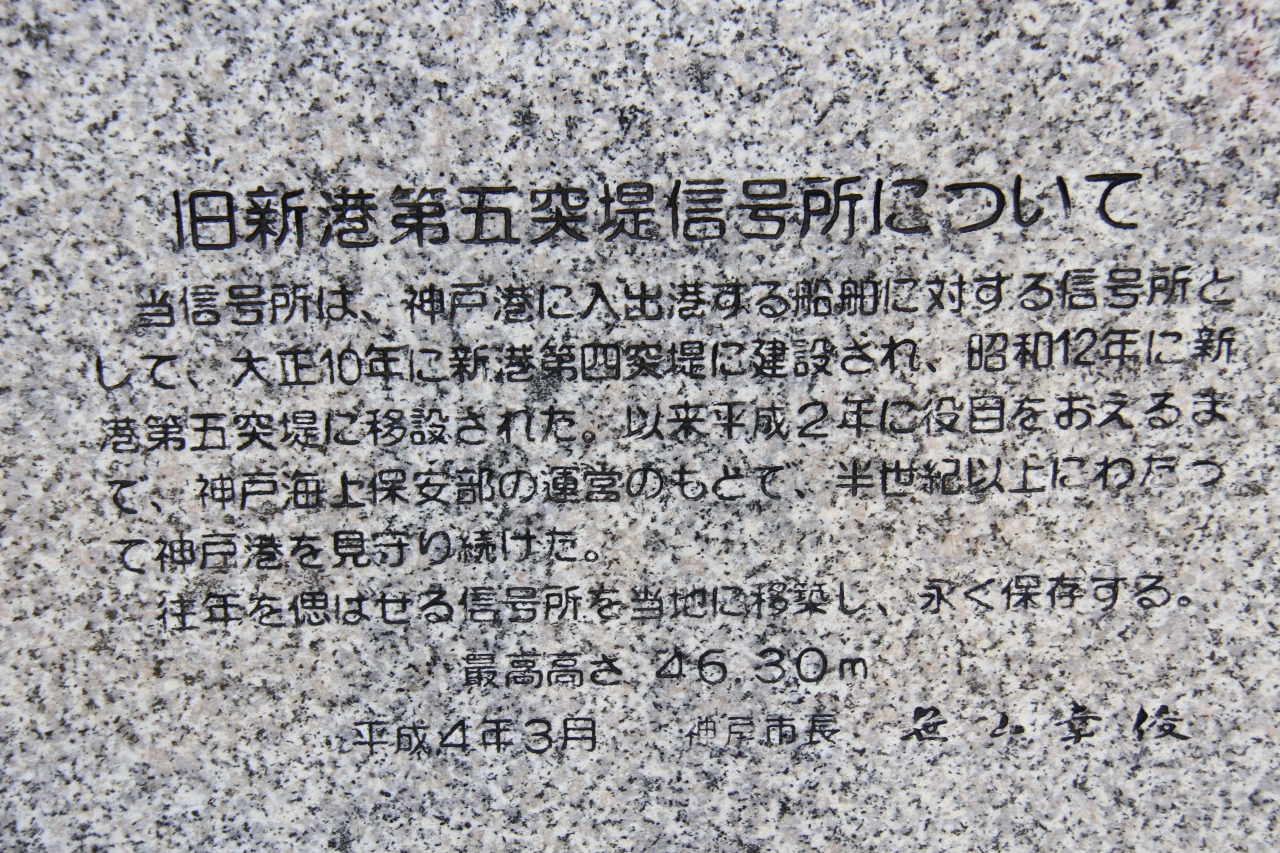 旧新港第五突堤信号所について
当信号所は、神戸港に入出港する船舶に対する信号所と
して、大正10年に新港第四突堤に建設され、昭和12年に新
港第五突堤に移設された。以来平成2年に役目をおえるま
で、神戸海上保安部の運営のもとで、半世紀以上にわたっ
て神戸港を見守り続けた。
往年を偲ばせる信号所を当地に移築し、永く保存する。
最高高さ 46.30m
平成4年3月 神戸市長 笹山幸俊